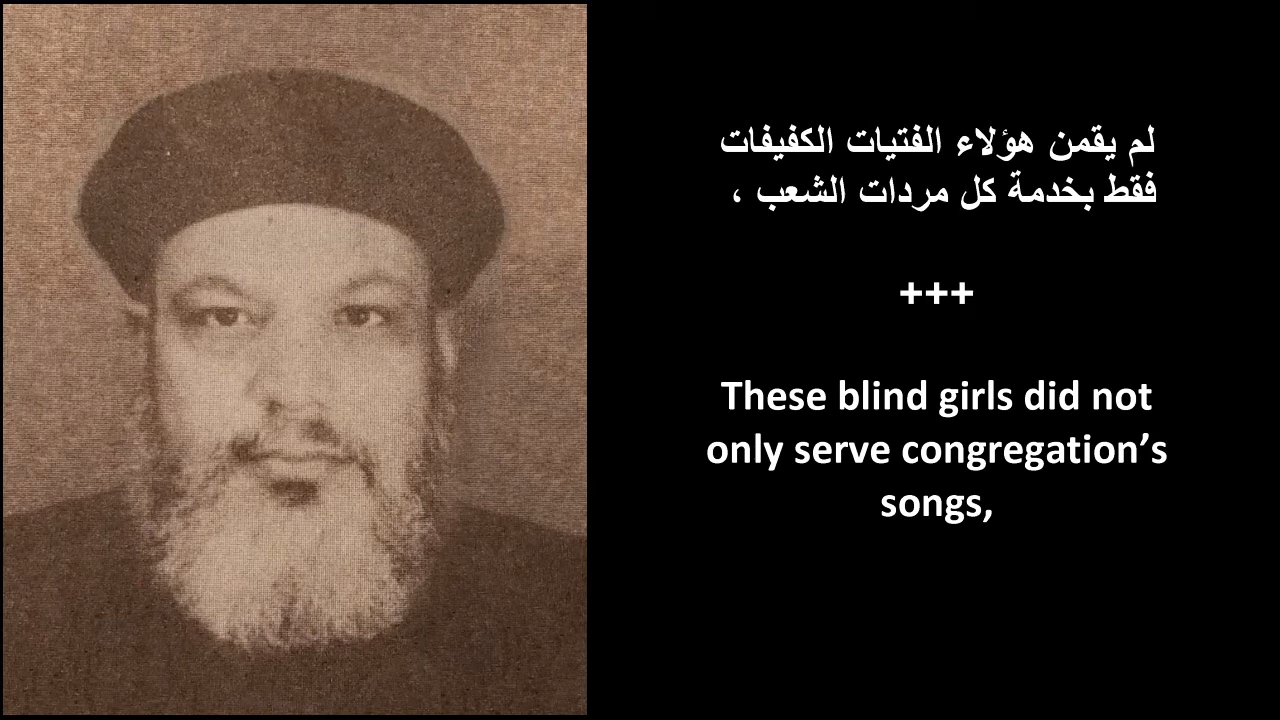 لم يقمن هؤلاء الفتيات الكفيفات
فقط بخدمة كل مردات الشعب ،
+++
These blind girls did not
only serve congregation’s
songs,